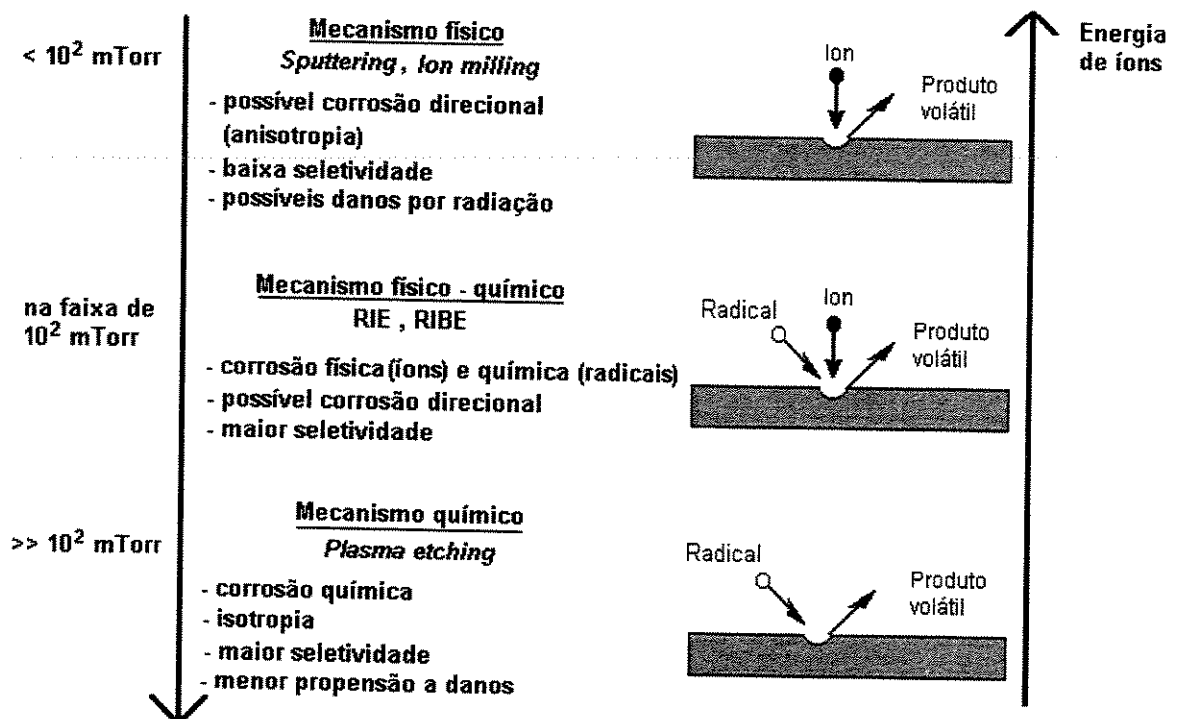 < 10² mTorr
Mecanismo físico
Sputtering, Ion milling
- possível corrosão direcional
(anisotropia)
- baixa seletividade
- possíveis danos por radiação
Ion
Produto
volátil
Energia
de íons
na faixa de
10² mTorr
Mecanismo físico - químico
RIE , RIBE
- corrosão física (íons) e química (radicais)
- possível corrosão direcional
- maior seletividade
Radical
Ion
Produto
volátil
>> 10² mTorr
Mecanismo químico
Plasma etching
- corrosão química
- isotropia
- maior seletividade
- menor propensão a danos
Radical
Produto
volátil